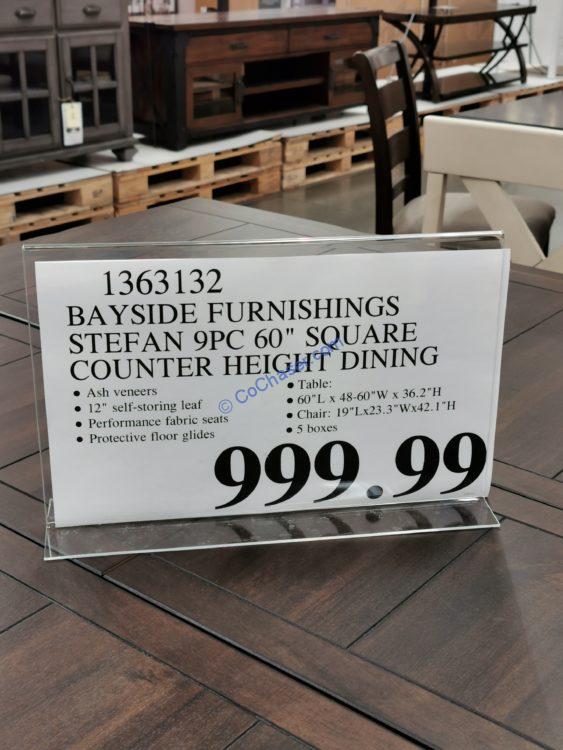 1363132
BAYSIDE FURNISHINGS
STEFAN 9PC 60" SQUARE
COUNTER HEIGHT DINING
• Ash veneers
• 12" self-storing leaf
• Performance fabric seats
• Protective floor glides
• Table:
• 60"L x 48-60"W x 36.2"H
• Chair: 19"Lx23.3"Wx42.1"H
• 5 boxes
999.99
© CoChaser.com